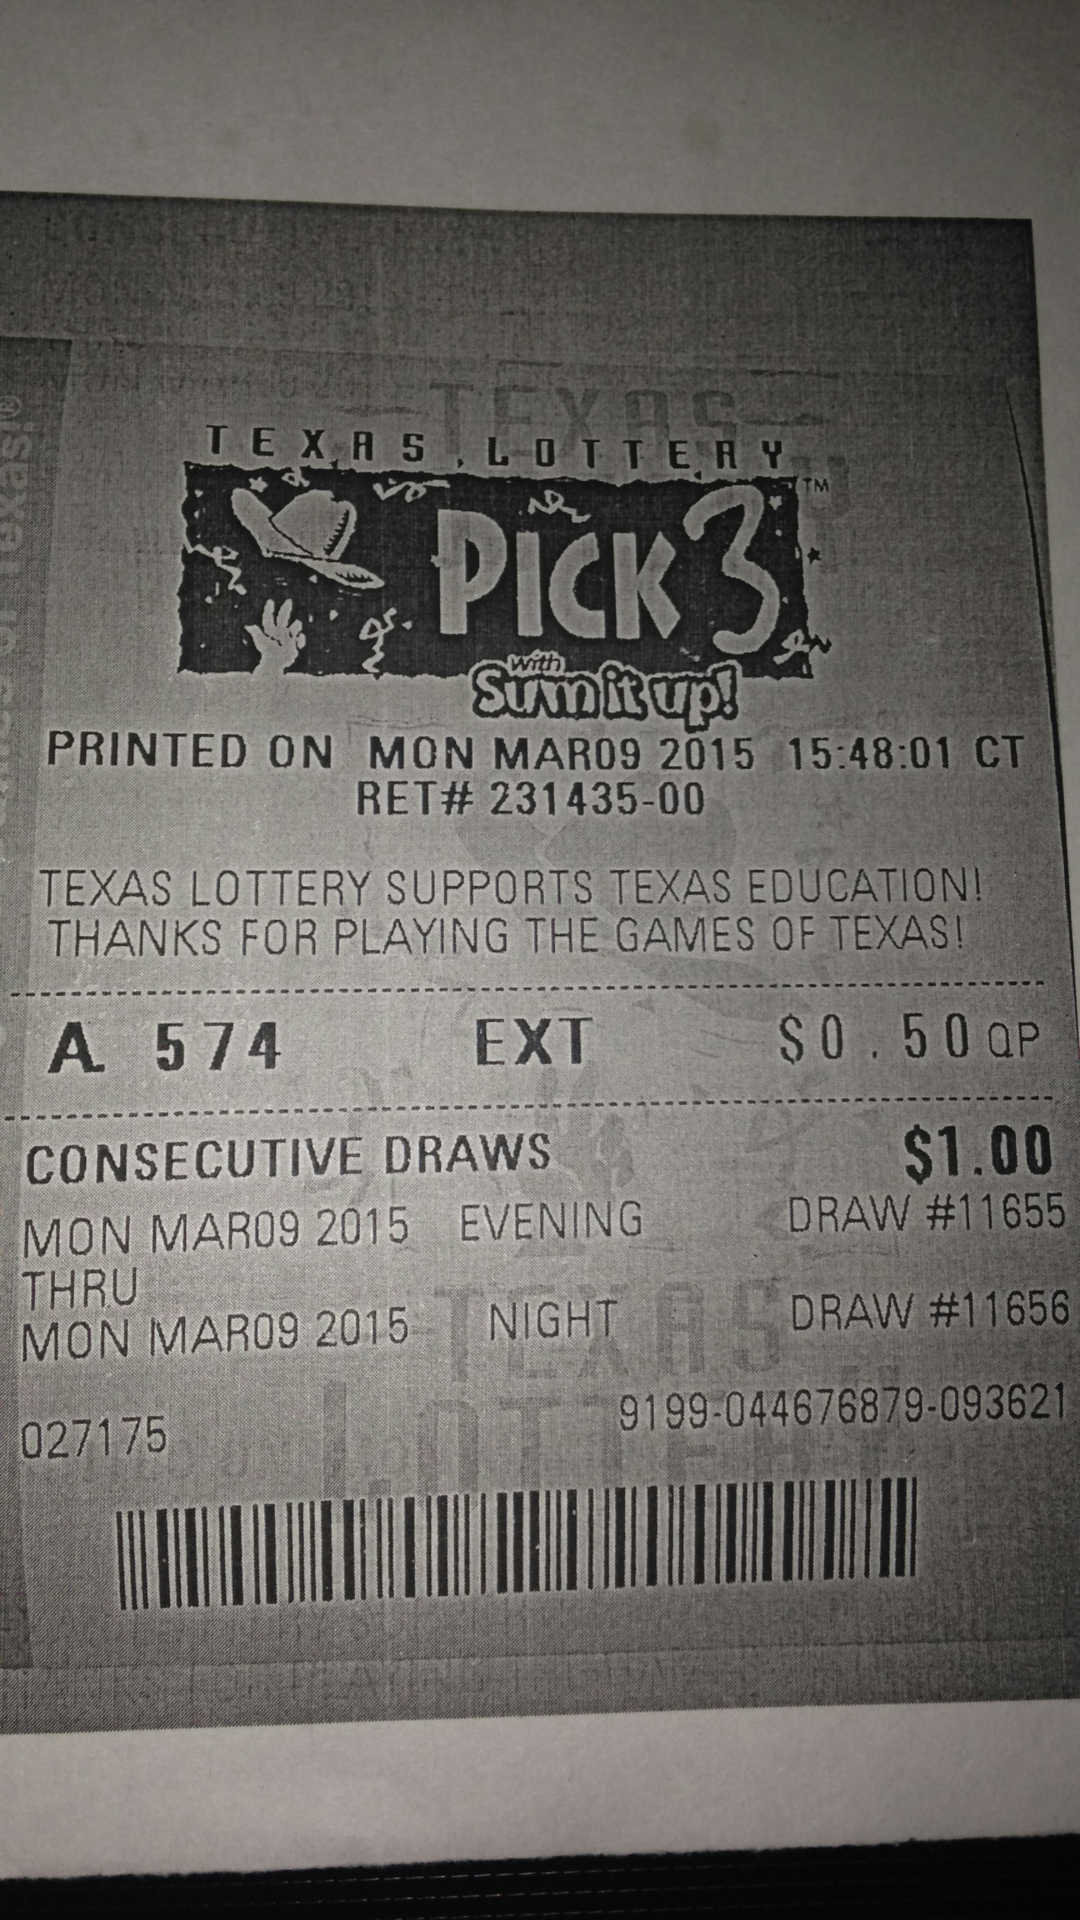 TEXAS LOTTERY
PICK 3™
with
Sum it up!
PRINTED ON MON MAR09 2015 15:48:01 CT
RET# 231435-00
TEXAS LOTTERY SUPPORTS TEXAS EDUCATION!
THANKS FOR PLAYING THE GAMES OF TEXAS!
A. 574 EXT $0.50 QP
CONSECUTIVE DRAWS $1.00
MON MAR09 2015 EVENING DRAW #11655
THRU
MON MAR09 2015 NIGHT DRAW #11656
027175 9199-044676879-093621